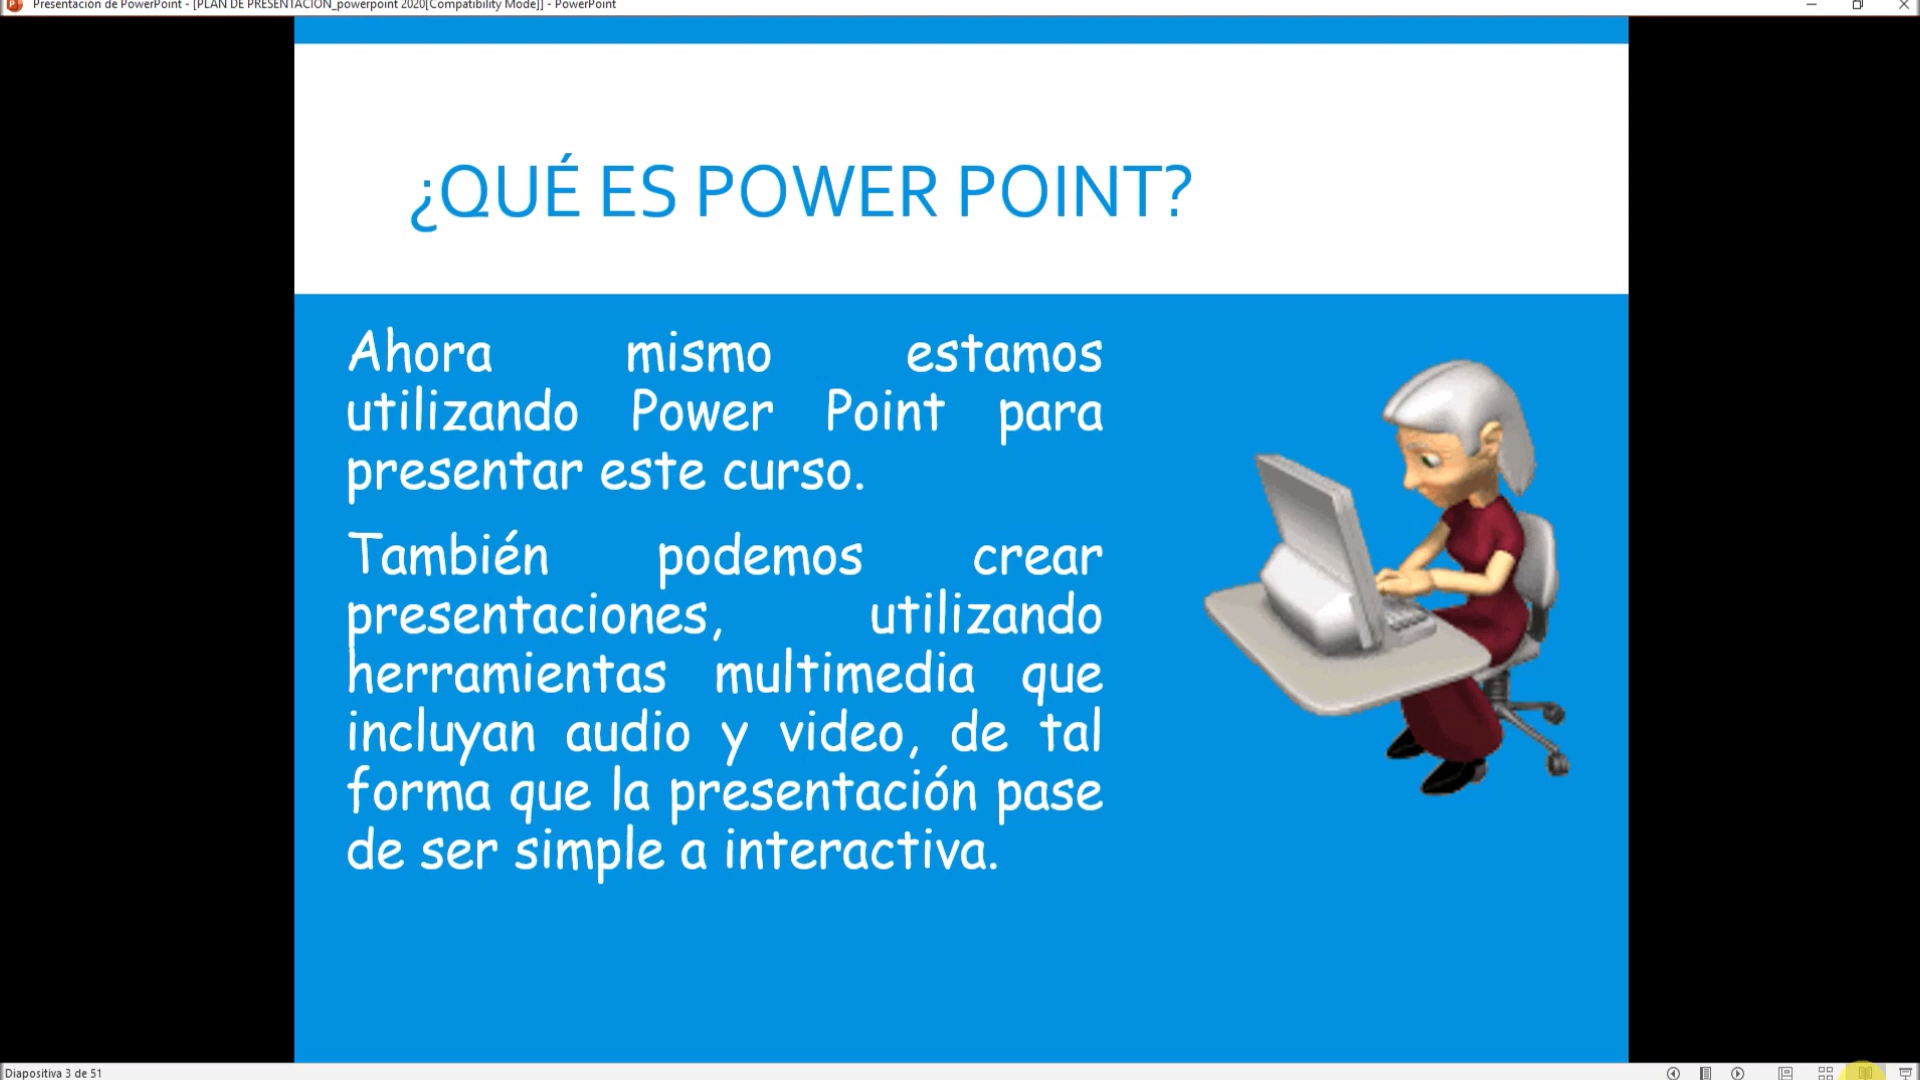 Presentación de PowerPoint - [PLAN DE PRESENTACION_powerpoint 2020[Compatibility Mode]] - PowerPoint
¿QUÉ ES POWER POINT?
Ahora mismo estamos
utilizando Power Point para
presentar este curso.
También podemos crear
presentaciones, utilizando
herramientas multimedia que
incluyan audio y video, de tal
forma que la presentación pase
de ser simple a interactiva.
Diapositiva 3 de 51